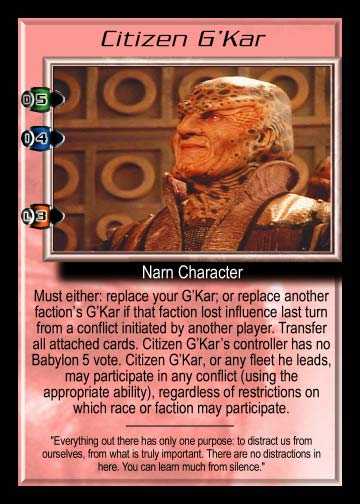 Citizen G'Kar
D 5
I 4
L 3
Narn Character
Must either: replace your G'Kar; or replace another
faction's G'Kar if that faction lost influence last turn
from a conflict initiated by another player. Transfer
all attached cards. Citizen G'Kar's controller has no
Babylon 5 vote. Citizen G'Kar, or any fleet he leads,
may participate in any conflict (using the
appropriate ability), regardless of restrictions on
which race or faction may participate.
"Everything out there has only one purpose: to distract us from
ourselves, from what is truly important. There are no distractions in
here. You can learn much from silence."